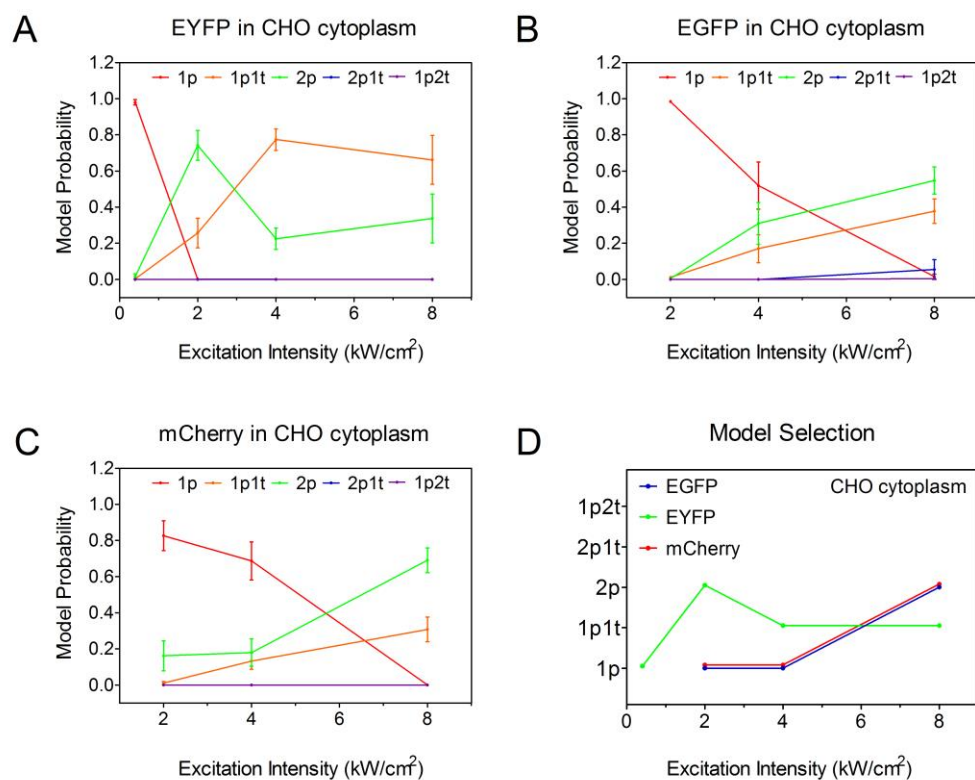 A
EYFP in CHO cytoplasm
1p 1p1t 2p 2p1t 1p2t
1.2
1.0
0.8
0.6
0.4
0.2
0.0
0 2 4 6 8
Model Probability
Excitation Intensity (kW/cm²)
B
EGFP in CHO cytoplasm
1p 1p1t 2p 2p1t 1p2t
1.2
1.0
0.8
0.6
0.4
0.2
0.0
2 4 6 8
Model Probability
Excitation Intensity (kW/cm²)
C
mCherry in CHO cytoplasm
1p 1p1t 2p 2p1t 1p2t
1.2
1.0
0.8
0.6
0.4
0.2
0.0
2 4 6 8
Model Probability
Excitation Intensity (kW/cm²)
D
Model Selection
EGFP
EYFP
mCherry
CHO cytoplasm
1p2t
2p1t
2p
1p1t
1p
0 2 4 6 8
Excitation Intensity (kW/cm²)